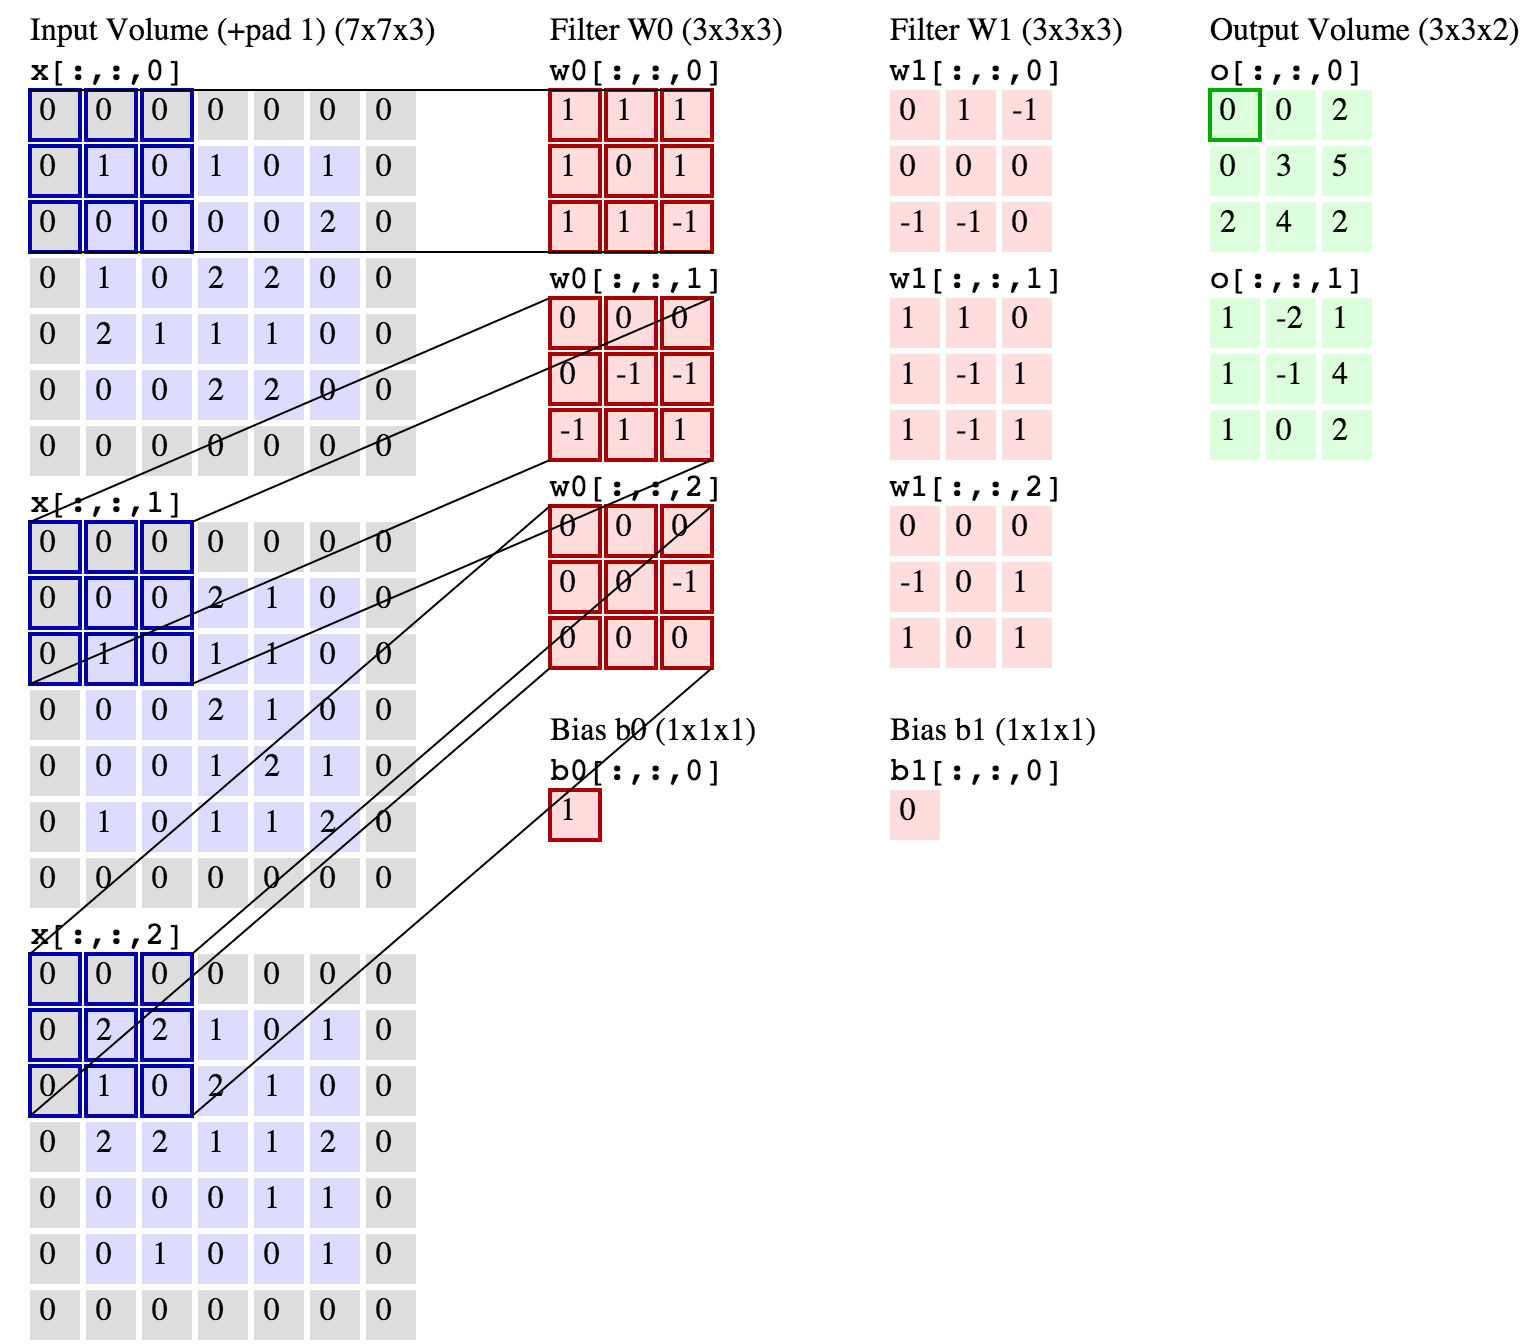 Input Volume (+pad 1) (7x7x3)
x[:,:,0]
0 0 0 0 0 0 0
0 1 0 1 0 1 0
0 0 0 0 0 2 0
0 1 0 2 2 0 0
0 2 1 1 1 0 0
0 0 0 2 2 0 0
0 0 0 0 0 0 0
x[:,:,1]
0 0 0 0 0 0 0
0 0 0 2 1 0 0
0 1 0 1 1 0 0
0 0 0 2 1 0 0
0 0 0 1 2 1 0
0 1 0 1 1 2 0
0 0 0 0 0 0 0
x[:,:,2]
0 0 0 0 0 0 0
0 2 2 1 0 1 0
0 1 0 2 1 0 0
0 2 2 1 1 2 0
0 0 0 0 1 1 0
0 0 1 0 0 1 0
0 0 0 0 0 0 0
Filter W0 (3x3x3)
w0[:,:,0]
1 1 1
1 0 1
1 1 -1
w0[:,:,1]
0 0 0
0 -1 -1
-1 1 1
w0[:,:,2]
0 0 0
0 0 -1
0 0 0
Bias b0 (1x1x1)
b0[:,:,0]
1
Filter W1 (3x3x3)
w1[:,:,0]
0 1 -1
0 0 0
-1 -1 0
w1[:,:,1]
1 1 0
1 -1 1
1 -1 1
w1[:,:,2]
0 0 0
-1 0 1
1 0 1
Bias b1 (1x1x1)
b1[:,:,0]
0
Output Volume (3x3x2)
o[:,:,0]
0 0 2
0 3 5
2 4 2
o[:,:,1]
1 -2 1
1 -1 4
1 0 2